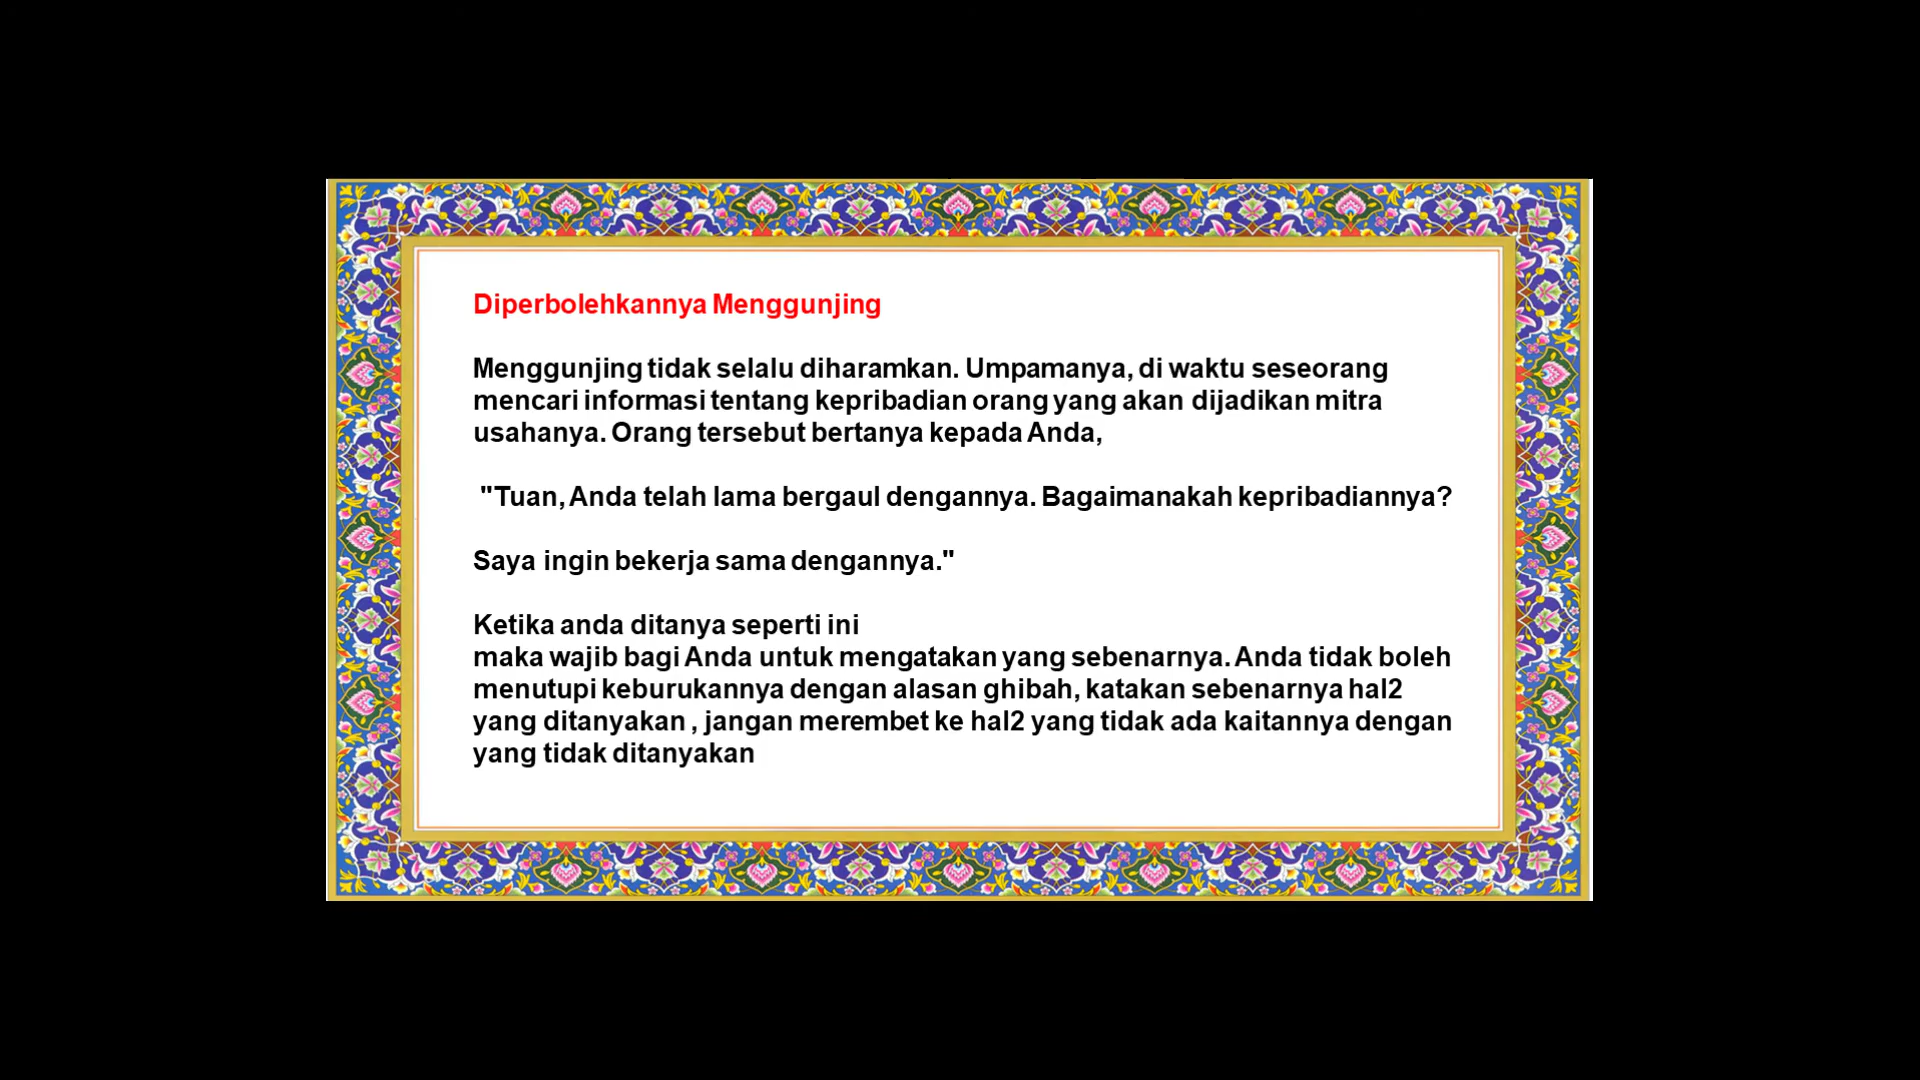 Diperbolehkannya Menggunjing
Menggunjing tidak selalu diharamkan. Umpamanya, di waktu seseorang
mencari informasi tentang kepribadian orang yang akan dijadikan mitra
usahanya. Orang tersebut bertanya kepada Anda,
"Tuan, Anda telah lama bergaul dengannya. Bagaimanakah kepribadiannya?
Saya ingin bekerja sama dengannya."
Ketika anda ditanya seperti ini
maka wajib bagi Anda untuk mengatakan yang sebenarnya. Anda tidak boleh
menutupi keburukannya dengan alasan ghibah, katakan sebenarnya hal2
yang ditanyakan , jangan merembet ke hal2 yang tidak ada kaitannya dengan
yang tidak ditanyakan